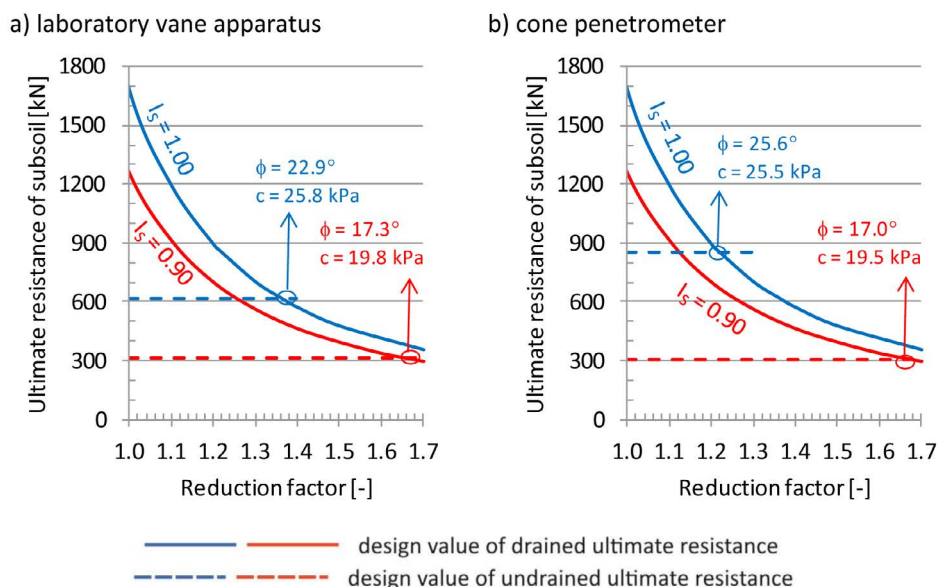 a) laboratory vane apparatus
Ultimate resistance of subsoil [kN]
1800
1500
1200
900
600
300
0
I_S = 1.00
I_S = 0.90
ϕ = 22.9°
c = 25.8 kPa
ϕ = 17.3°
c = 19.8 kPa
1.0 1.1 1.2 1.3 1.4 1.5 1.6 1.7
Reduction factor [-]
b) cone penetrometer
Ultimate resistance of subsoil [kN]
1800
1500
1200
900
600
300
0
I_S = 1.00
I_S = 0.90
ϕ = 25.6°
c = 25.5 kPa
ϕ = 17.0°
c = 19.5 kPa
1.0 1.1 1.2 1.3 1.4 1.5 1.6 1.7
Reduction factor [-]
design value of drained ultimate resistance
design value of undrained ultimate resistance